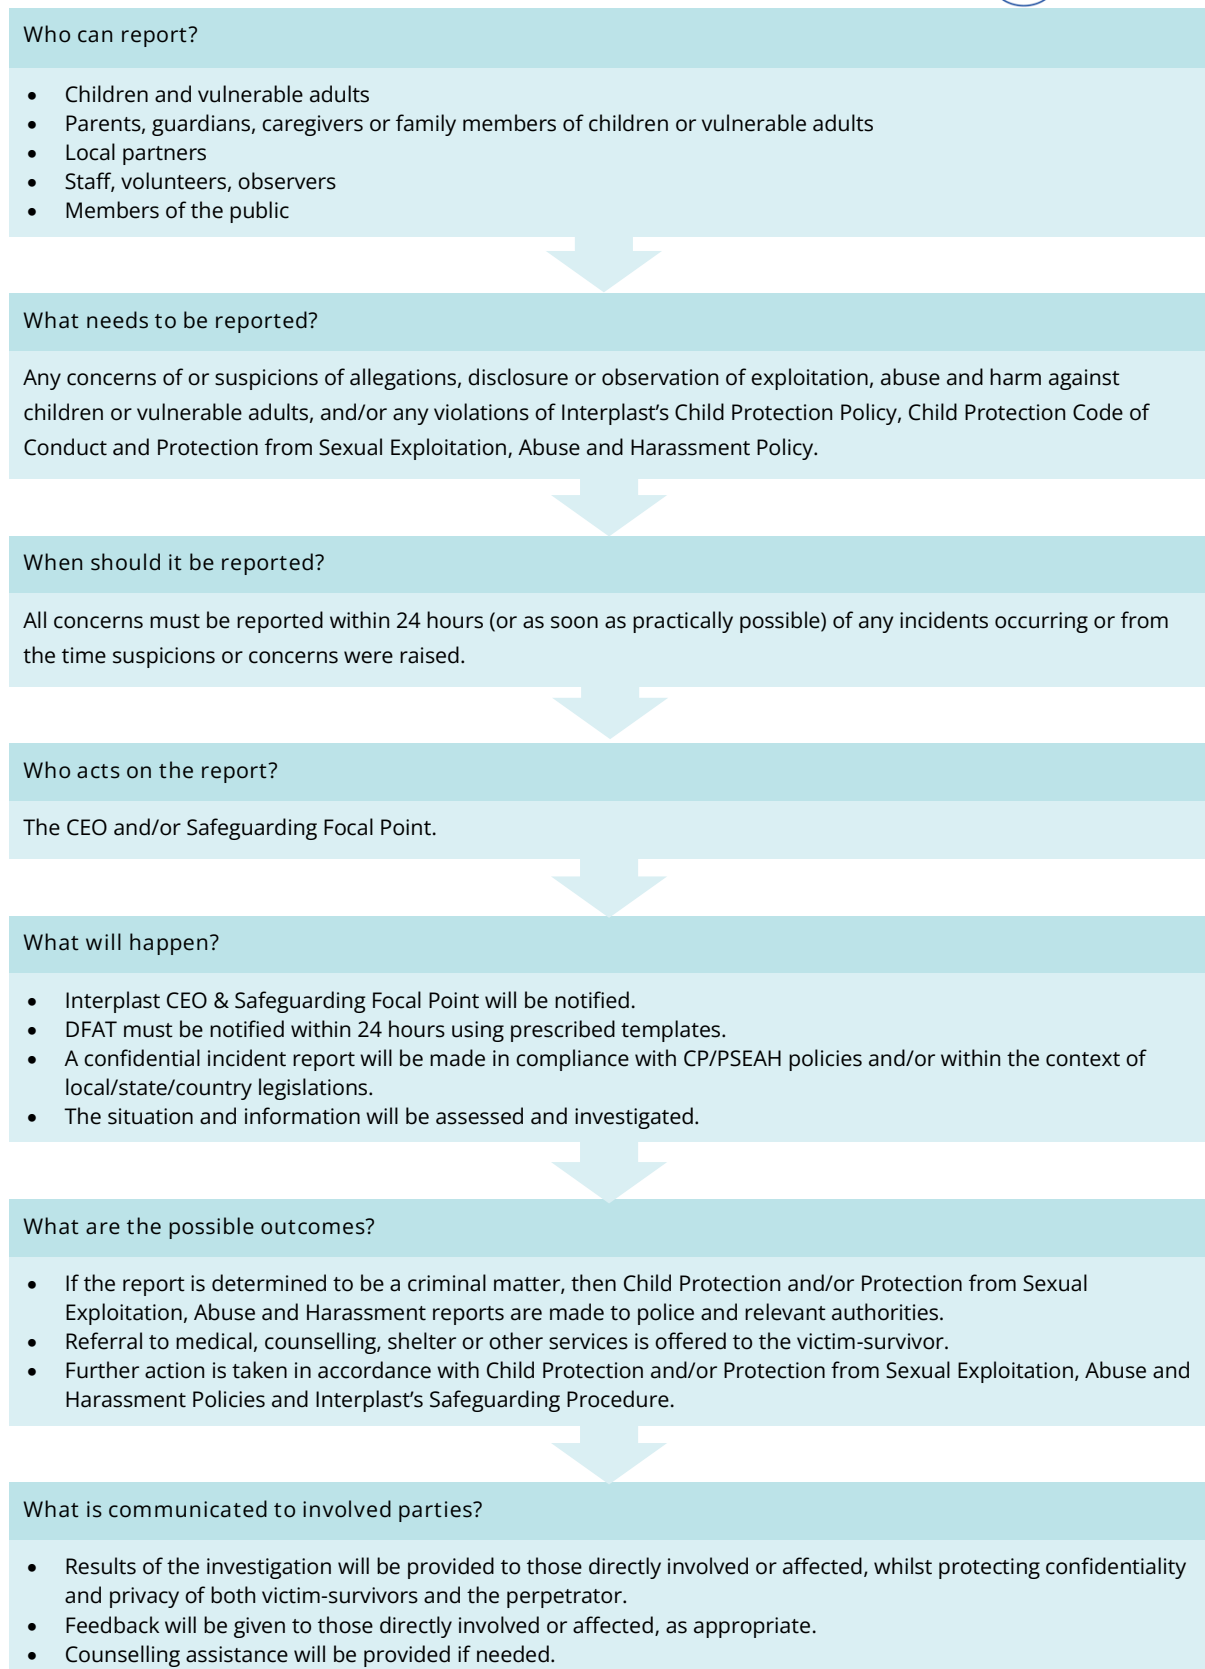 Who can report?
• Children and vulnerable adults
• Parents, guardians, caregivers or family members of children or vulnerable adults
• Local partners
• Staff, volunteers, observers
• Members of the public
What needs to be reported?
Any concerns of or suspicions of allegations, disclosure or observation of exploitation, abuse and harm against
children or vulnerable adults, and/or any violations of Interplast’s Child Protection Policy, Child Protection Code of
Conduct and Protection from Sexual Exploitation, Abuse and Harassment Policy.
When should it be reported?
All concerns must be reported within 24 hours (or as soon as practically possible) of any incidents occurring or from
the time suspicions or concerns were raised.
Who acts on the report?
The CEO and/or Safeguarding Focal Point.
What will happen?
• Interplast CEO & Safeguarding Focal Point will be notified.
• DFAT must be notified within 24 hours using prescribed templates.
• A confidential incident report will be made in compliance with CP/PSEAH policies and/or within the context of
local/state/country legislations.
• The situation and information will be assessed and investigated.
What are the possible outcomes?
• If the report is determined to be a criminal matter, then Child Protection and/or Protection from Sexual
Exploitation, Abuse and Harassment reports are made to police and relevant authorities.
• Referral to medical, counselling, shelter or other services is offered to the victim-survivor.
• Further action is taken in accordance with Child Protection and/or Protection from Sexual Exploitation, Abuse and
Harassment Policies and Interplast’s Safeguarding Procedure.
What is communicated to involved parties?
• Results of the investigation will be provided to those directly involved or affected, whilst protecting confidentiality
and privacy of both victim-survivors and the perpetrator.
• Feedback will be given to those directly involved or affected, as appropriate.
• Counselling assistance will be provided if needed.